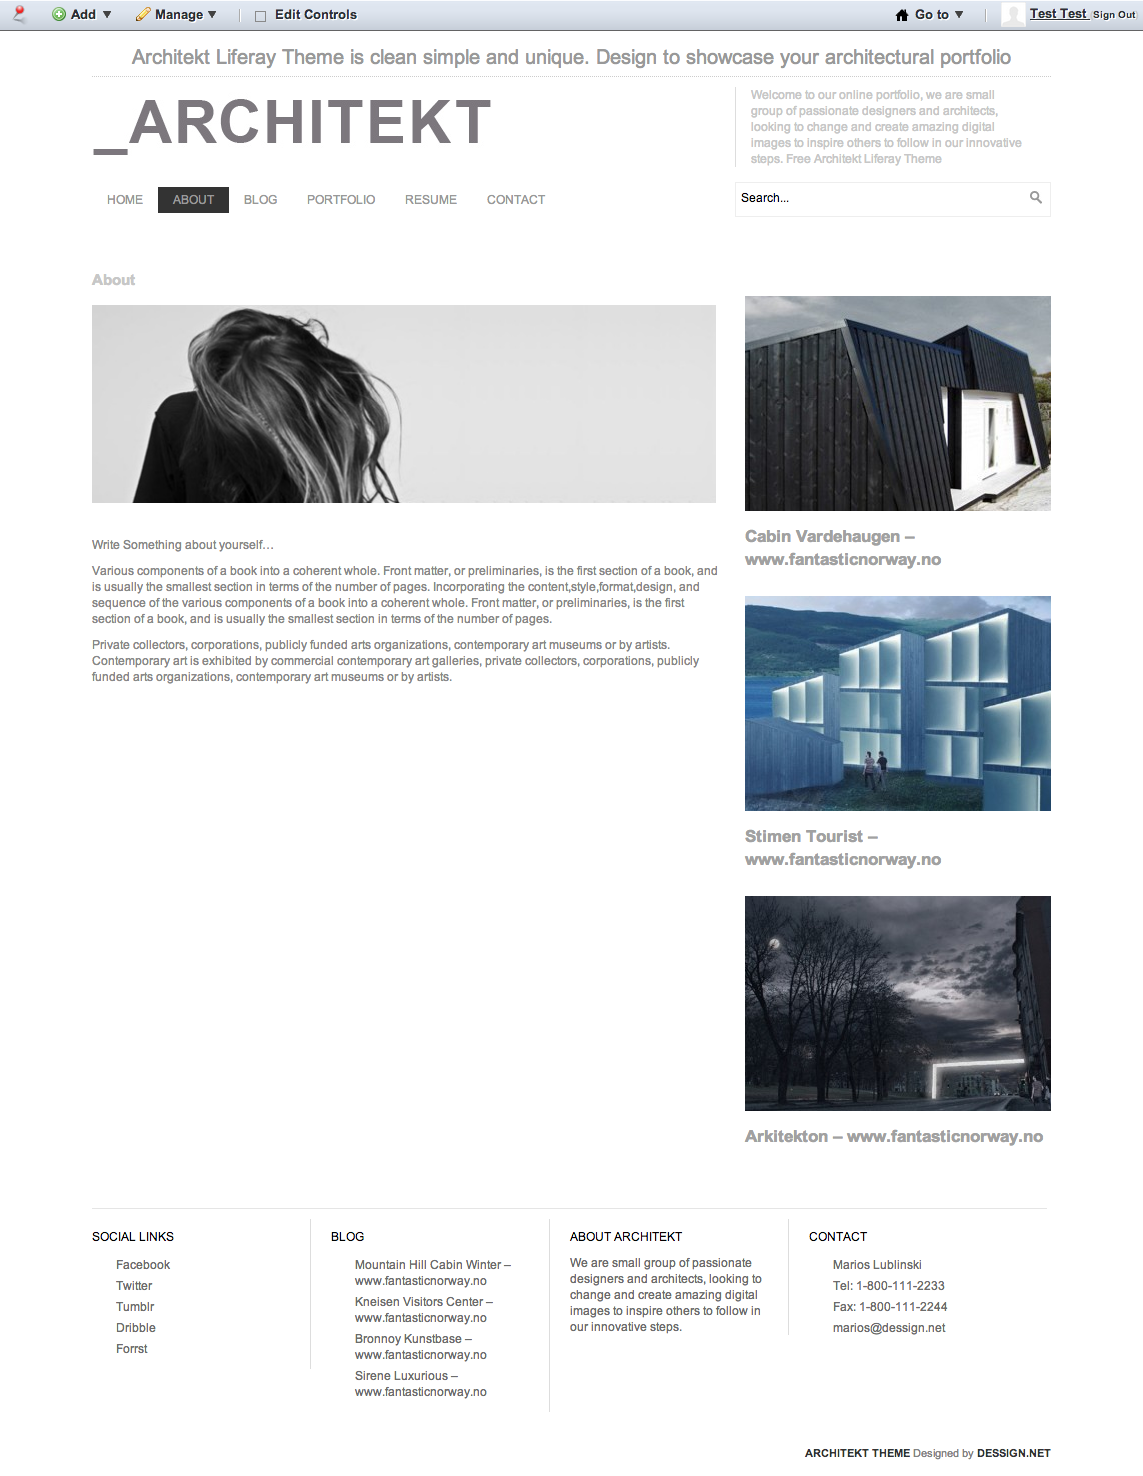 Add ▼ Manage ▼ Edit Controls Go to ▼ Test Test Sign Out
Architekt Liferay Theme is clean simple and unique. Design to showcase your architectural portfolio
_ARCHITEKT
Welcome to our online portfolio, we are small
group of passionate designers and architects,
looking to change and create amazing digital
images to inspire others to follow in our innovative
steps. Free Architekt Liferay Theme
HOME ABOUT BLOG PORTFOLIO RESUME CONTACT
Search...
About
Write Something about yourself…
Various components of a book into a coherent whole. Front matter, or preliminaries, is the first section of a book, and
is usually the smallest section in terms of the number of pages. Incorporating the content,style,format,design, and
sequence of the various components of a book into a coherent whole. Front matter, or preliminaries, is the first
section of a book, and is usually the smallest section in terms of the number of pages.
Private collectors, corporations, publicly funded arts organizations, contemporary art museums or by artists.
Contemporary art is exhibited by commercial contemporary art galleries, private collectors, corporations, publicly
funded arts organizations, contemporary art museums or by artists.
Cabin Vardehaugen –
www.fantasticnorway.no
Stimen Tourist –
www.fantasticnorway.no
Arkitekton – www.fantasticnorway.no
SOCIAL LINKS
Facebook
Twitter
Tumblr
Dribble
Forrst
BLOG
Mountain Hill Cabin Winter –
www.fantasticnorway.no
Kneisen Visitors Center –
www.fantasticnorway.no
Bronnoy Kunstbase –
www.fantasticnorway.no
Sirene Luxurious –
www.fantasticnorway.no
ABOUT ARCHITEKT
We are small group of passionate
designers and architects, looking to
change and create amazing digital
images to inspire others to follow in
our innovative steps.
CONTACT
Marios Lublinski
Tel: 1-800-111-2233
Fax: 1-800-111-2244
marios@dessign.net
ARCHITEKT THEME Designed by DESSIGN.NET